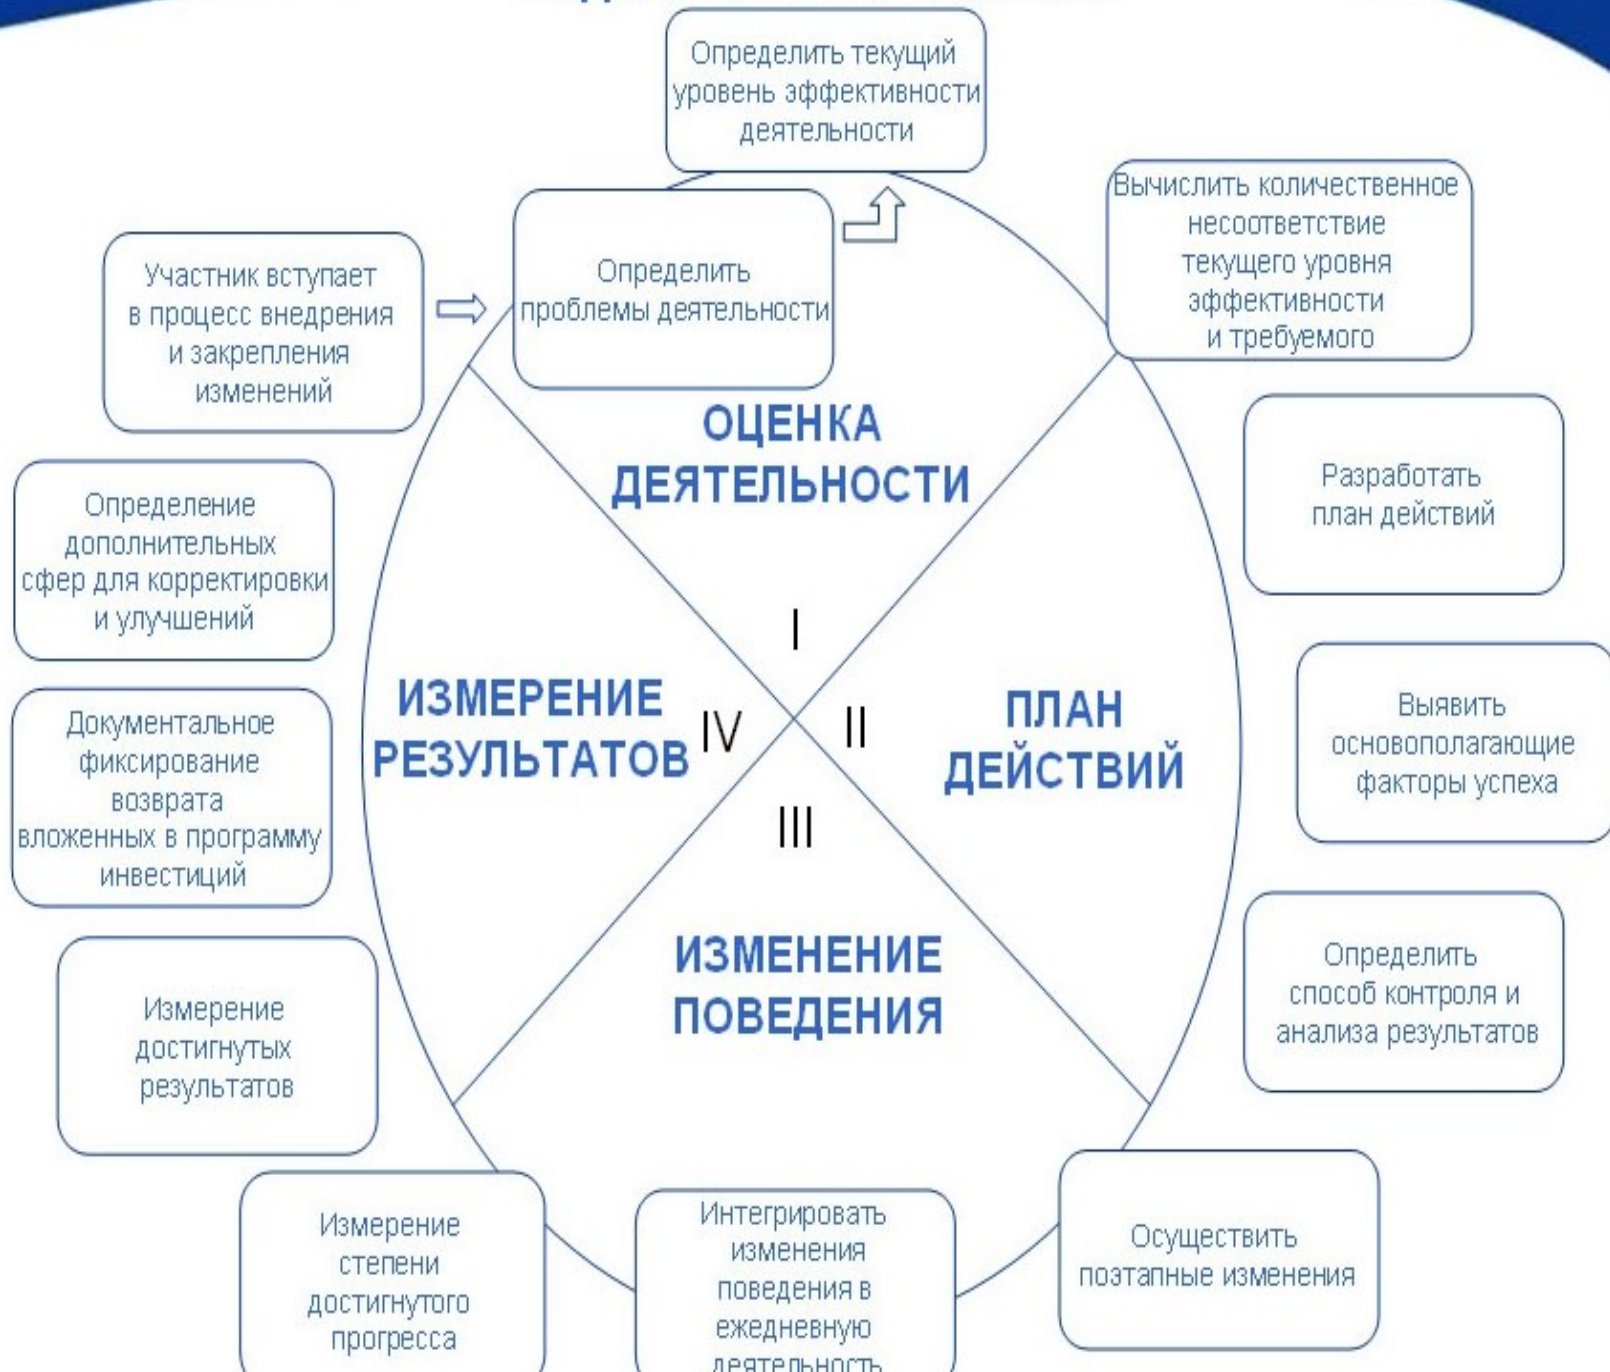 Определить текущий
уровень эффективности
деятельности
Вычислить количественное
несоответствие
текущего уровня
эффективности
и требуемого
Участник вступает
в процесс внедрения
и закрепления
изменений
Определить
проблемы деятельности
ОЦЕНКА
ДЕЯТЕЛЬНОСТИ
Разработать
план действий
Определение
дополнительных
сфер для корректировки
и улучшений
I
ИЗМЕРЕНИЕ
РЕЗУЛЬТАТОВ
IV
II
ПЛАН
ДЕЙСТВИЙ
Выявить
основополагающие
факторы успеха
Документальное
фиксирование
возврата
вложенных в программу
инвестиций
III
ИЗМЕНЕНИЕ
ПОВЕДЕНИЯ
Определить
способ контроля и
анализа результатов
Измерение
достигнутых
результатов
Измерение
степени
достигнутого
прогресса
Интегрировать
изменения
поведения в
ежедневную
деятельность
Осуществить
поэтапные изменения